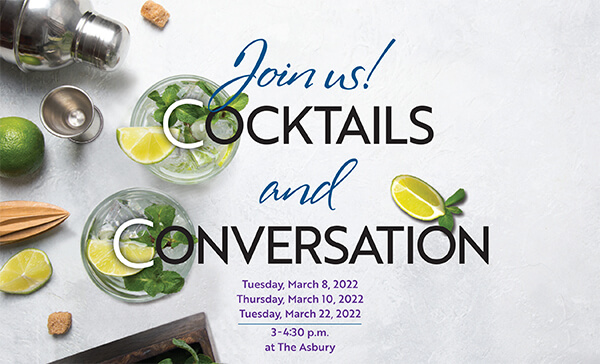 Join us!
COCKTAILS
and
CONVERSATION
Tuesday, March 8, 2022
Thursday, March 10, 2022
Tuesday, March 22, 2022
3-4:30 p.m.
at The Asbury